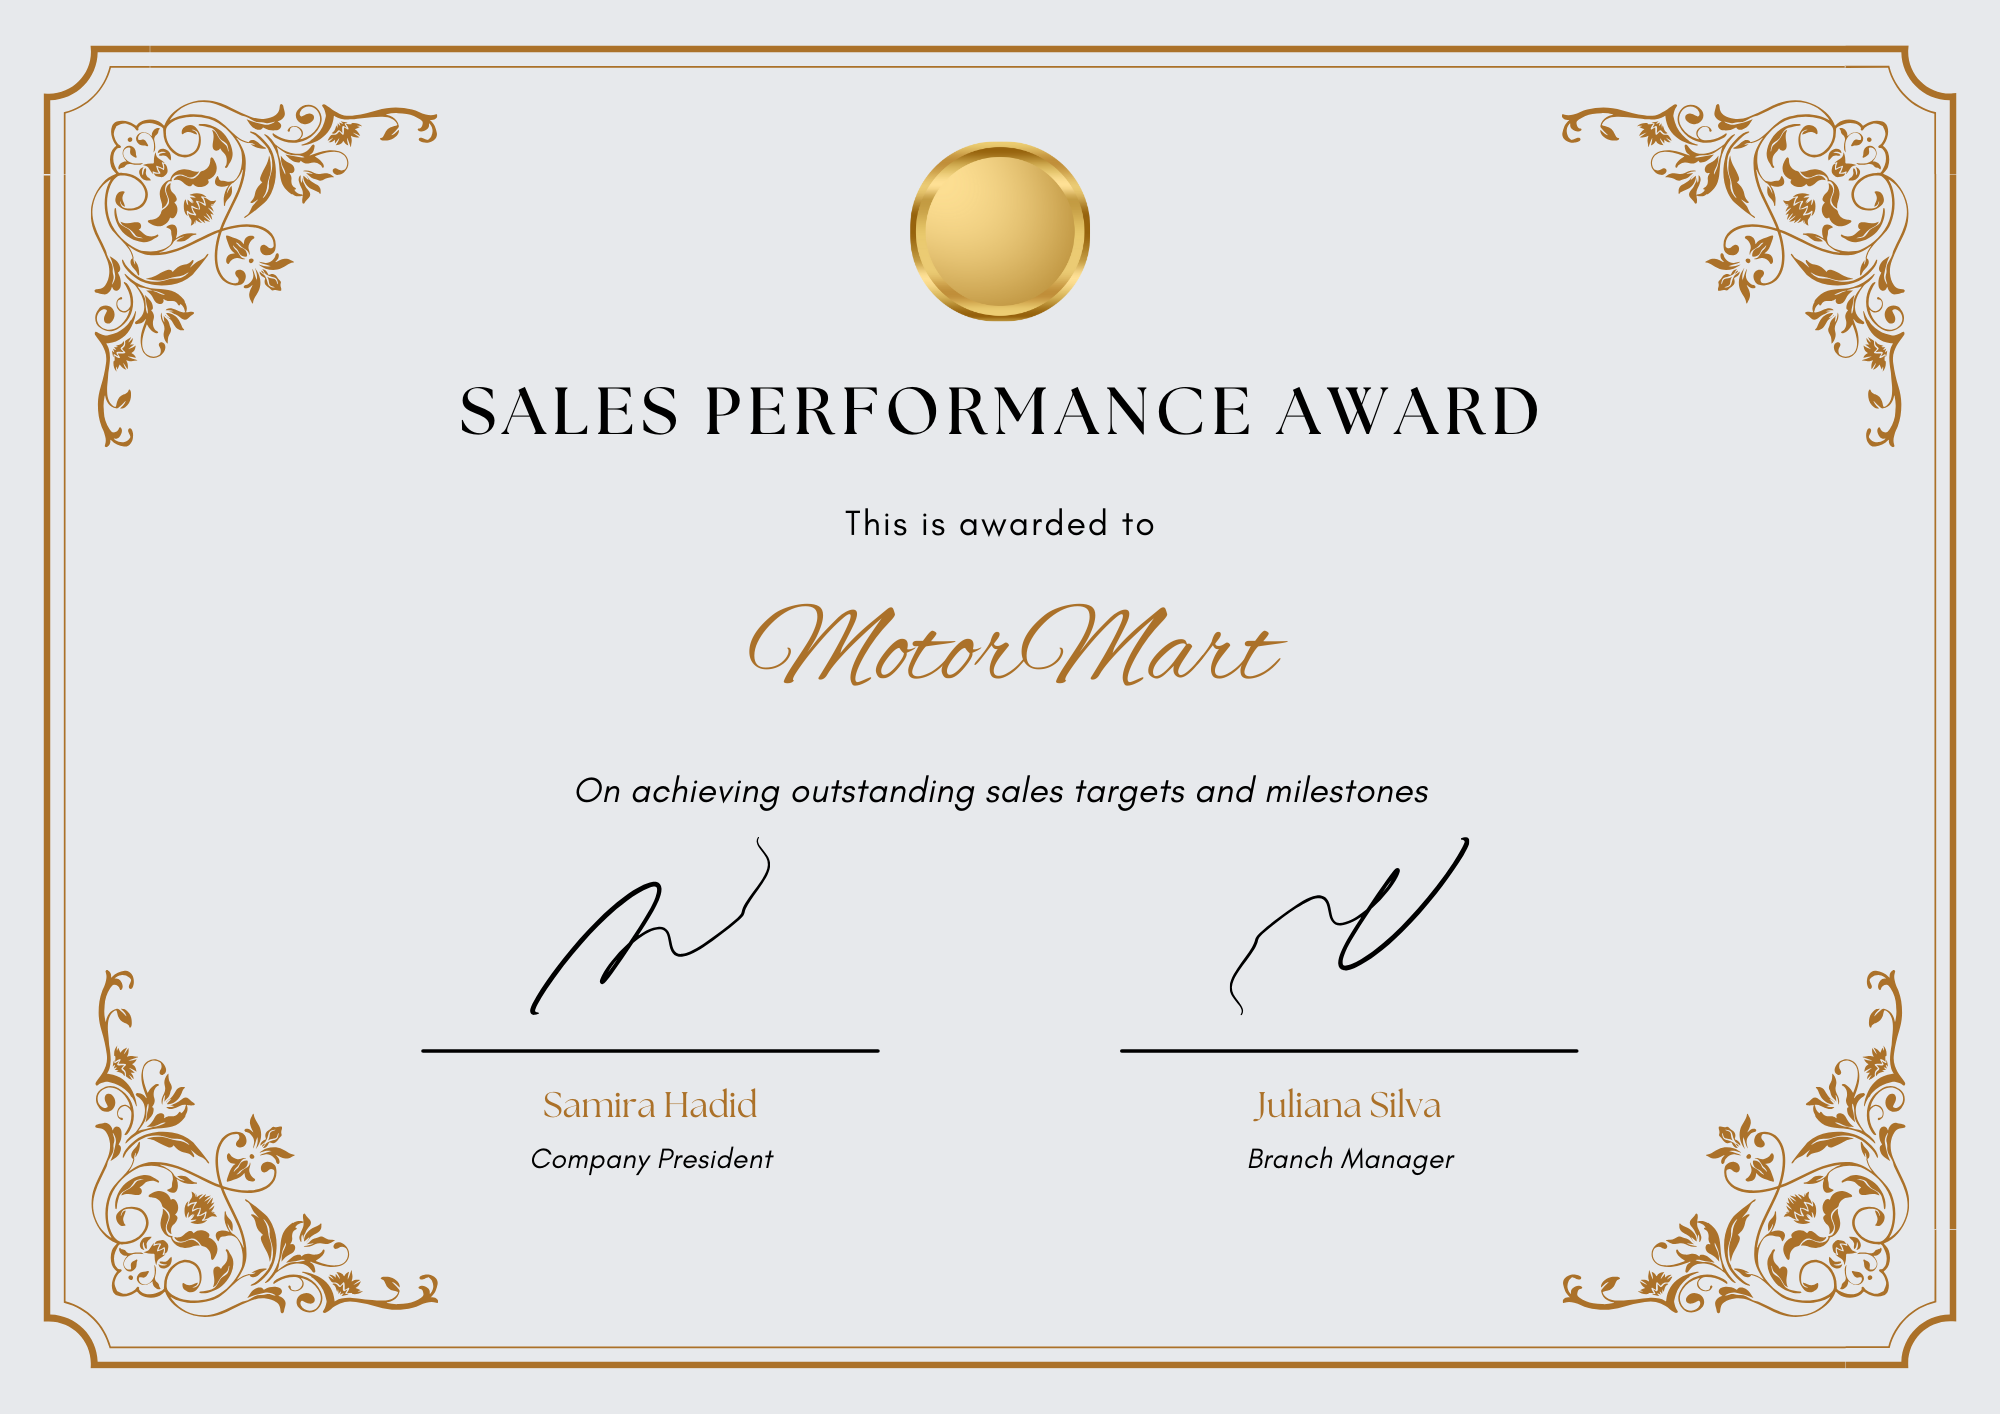 SALES PERFORMANCE AWARD
This is awarded to
MotorMart
On achieving outstanding sales targets and milestones
Samira Hadid
Juliana Silva
Company President
Branch Manager